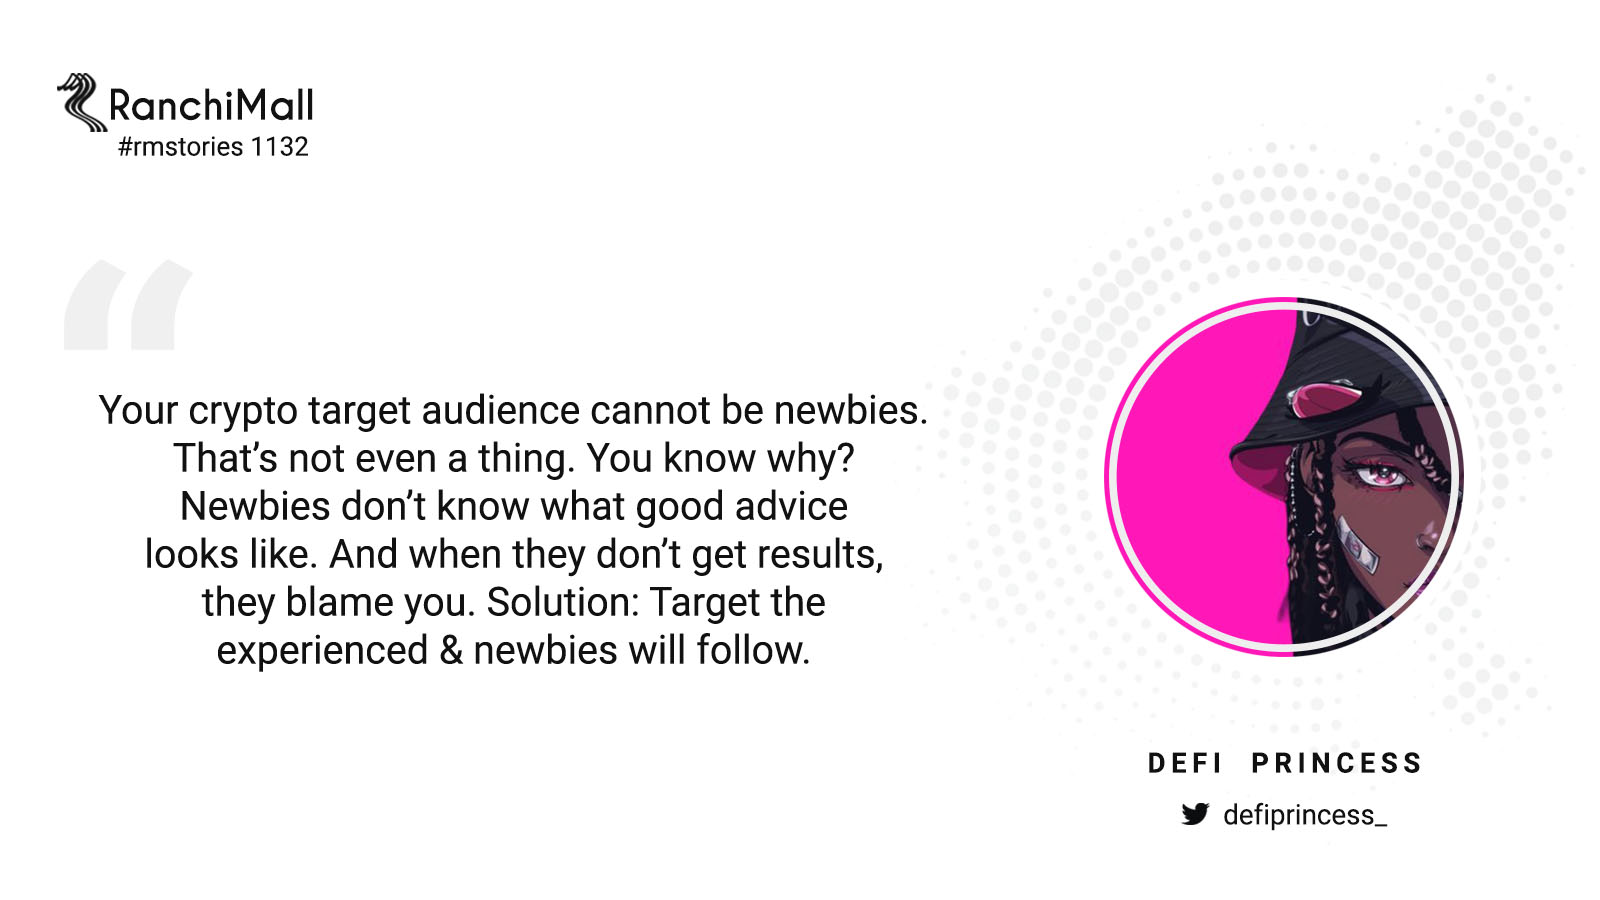 RanchiMall
#rmstories 1132
“
Your crypto target audience cannot be newbies.
That’s not even a thing. You know why?
Newbies don’t know what good advice
looks like. And when they don’t get results,
they blame you. Solution: Target the
experienced & newbies will follow.
DEFI PRINCESS
defiprincess_